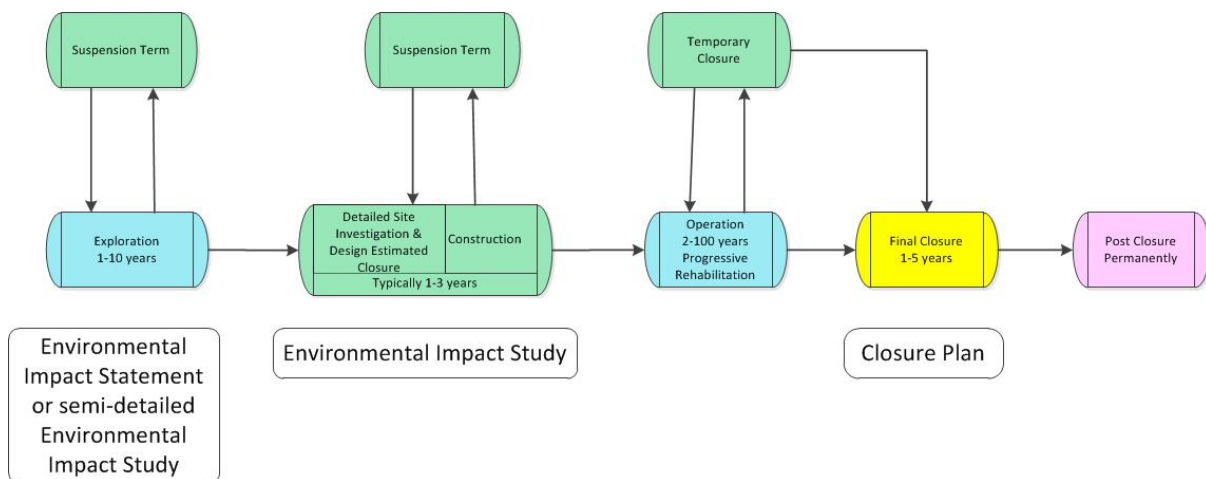 Suspension Term
Suspension Term
Temporary
Closure
Exploration
1-10 years
Detailed Site
Investigation &
Design Estimated
Closure
Construction
Typically 1-3 years
Operation
2-100 years
Progressive
Rehabilitation
Final Closure
1-5 years
Post Closure
Permanently
Environmental
Impact Statement
or semi-detailed
Environmental
Impact Study
Environmental Impact Study
Closure Plan